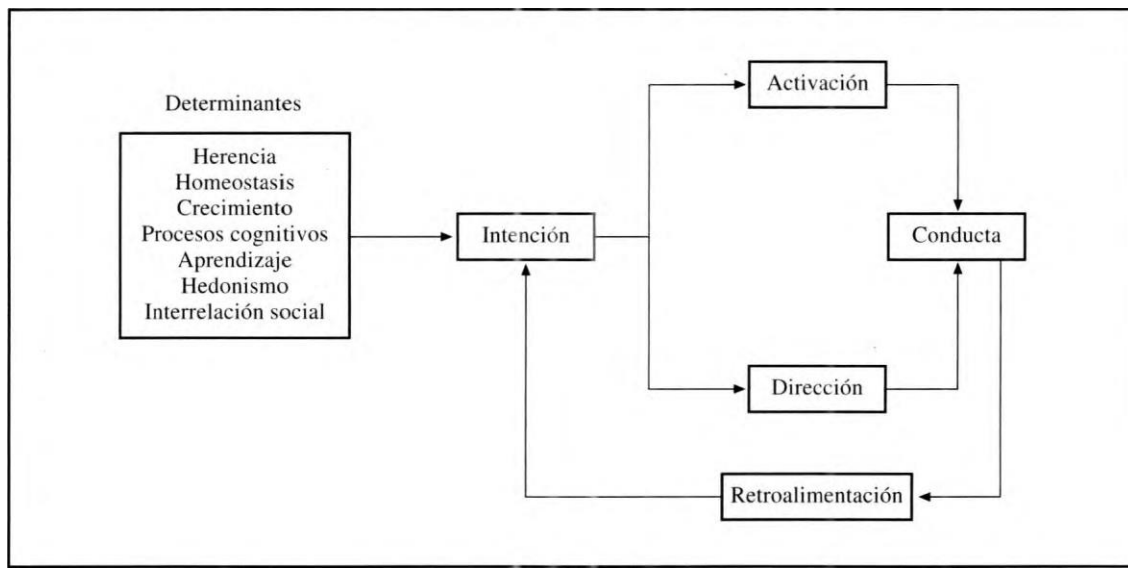 Determinantes
Herencia
Homeostasis
Crecimiento
Procesos cognitivos
Aprendizaje
Hedonismo
Interrelación social
Intención
Activación
Dirección
Conducta
Retroalimentación